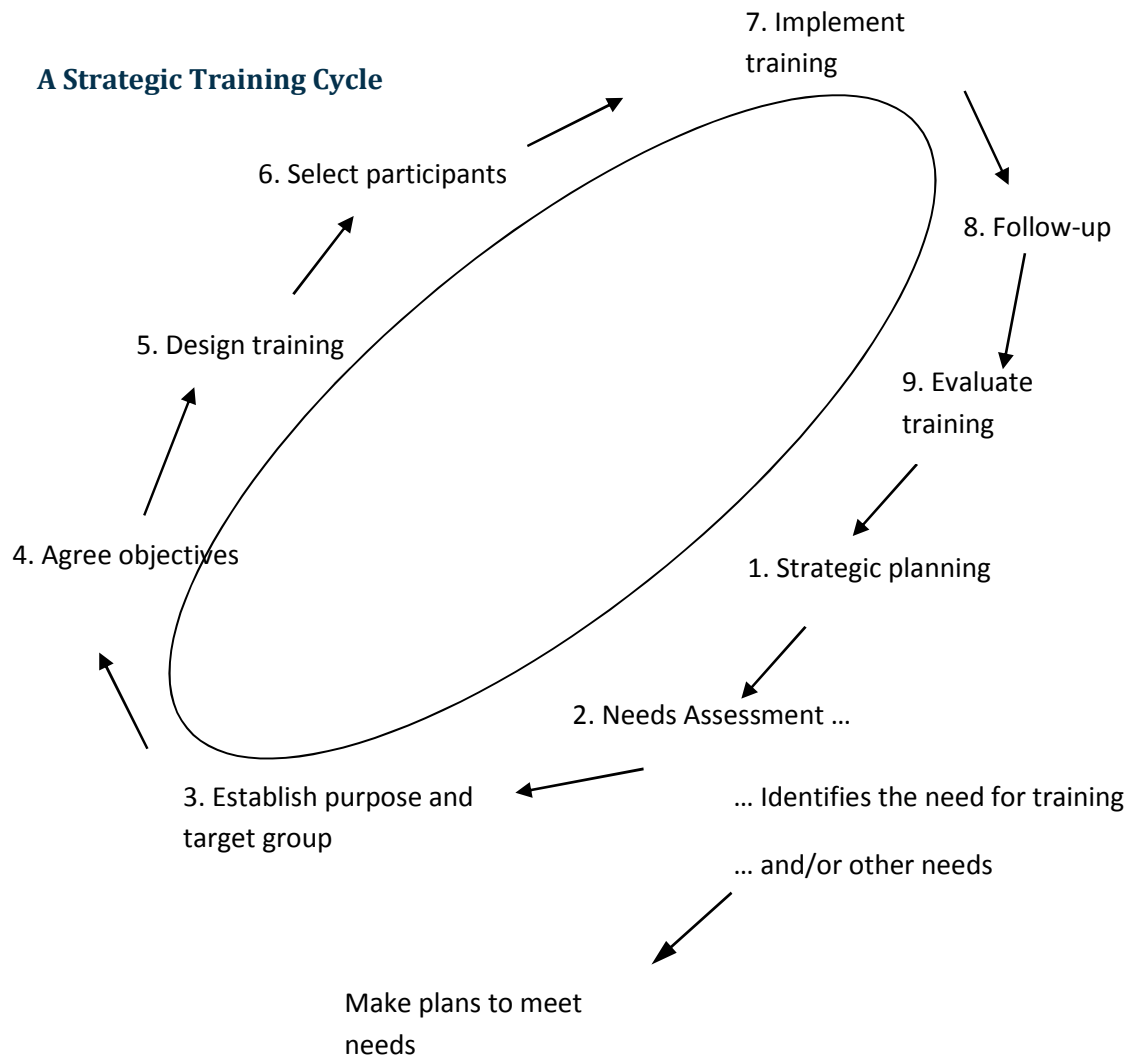 A Strategic Training Cycle
7. Implement
training
6. Select participants
8. Follow-up
5. Design training
9. Evaluate
training
4. Agree objectives
1. Strategic planning
2. Needs Assessment ...
3. Establish purpose and
target group
... Identifies the need for training
... and/or other needs
Make plans to meet
needs